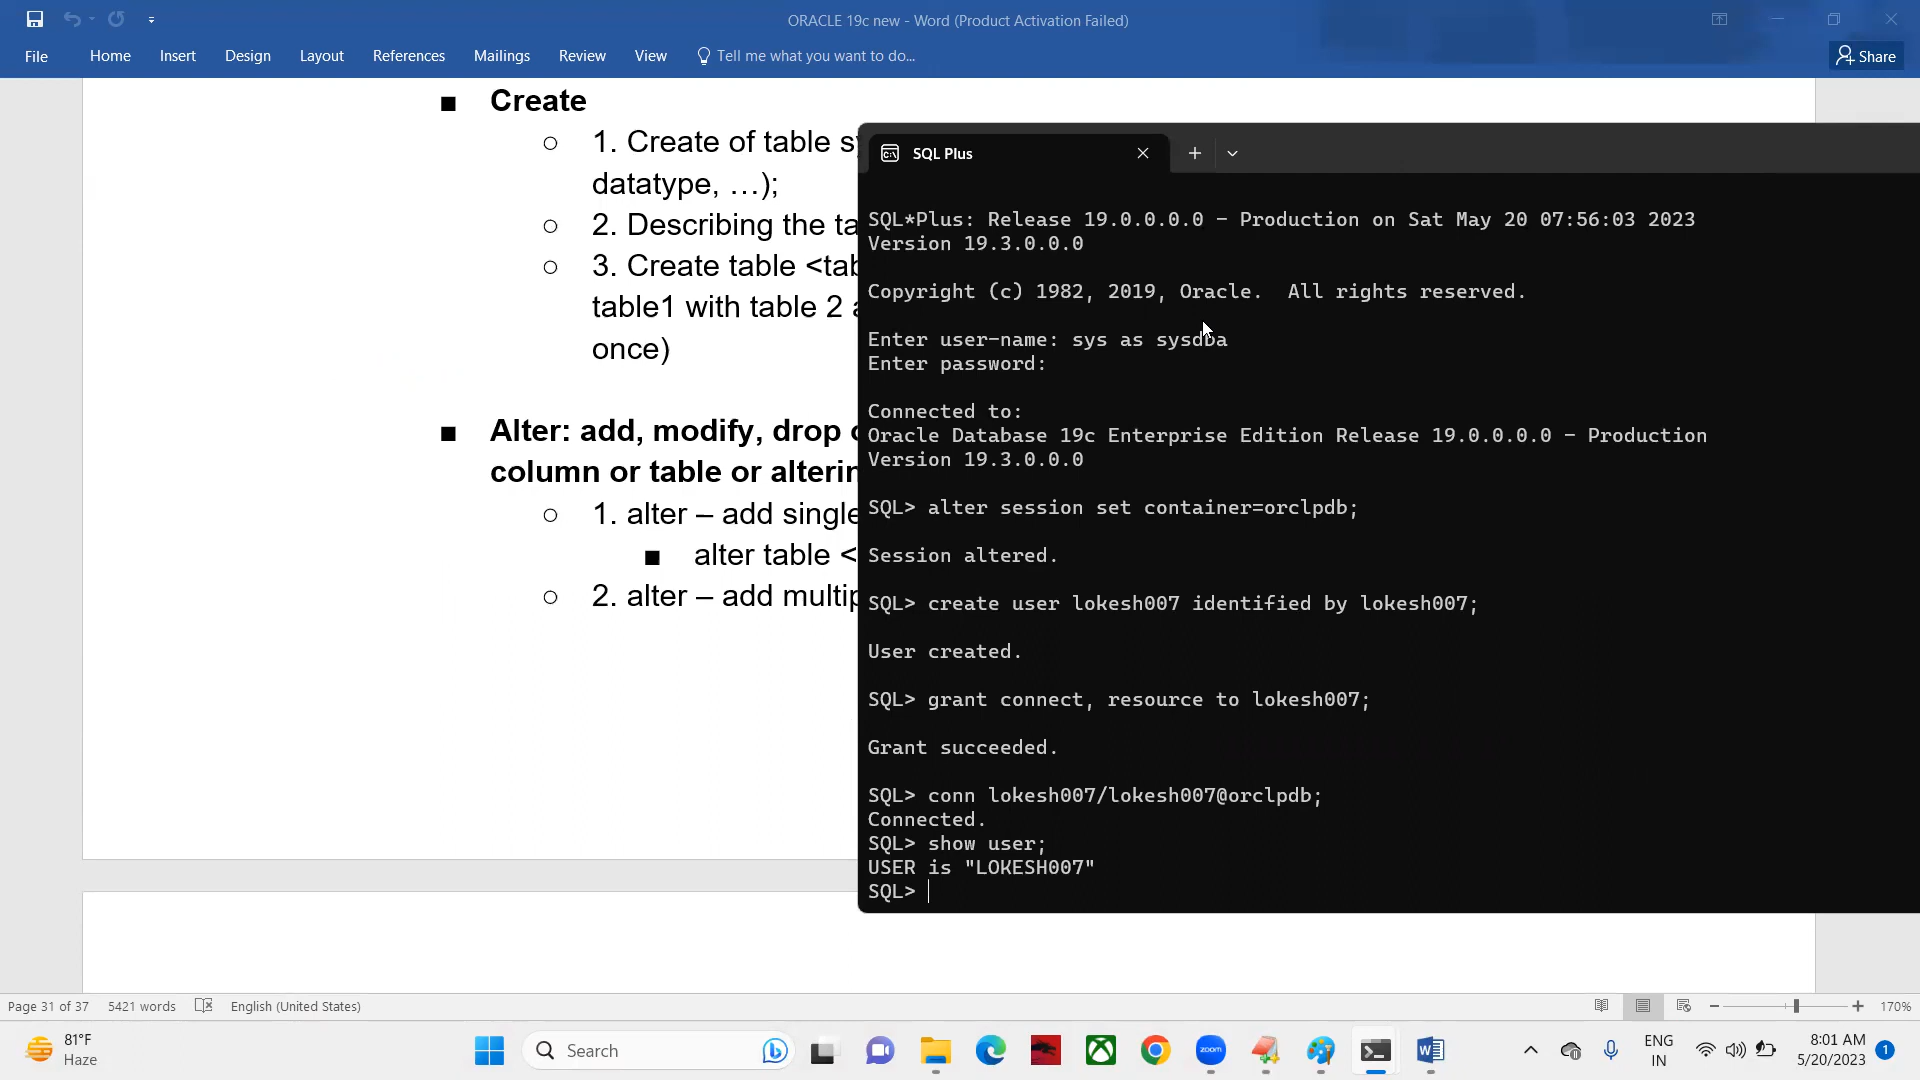 ORACLE 19c new - Word (Product Activation Failed)
File Home Insert Design Layout References Mailings Review View Tell me what you want to do... Share
■ Create
○ 1. Create of table
datatype, …);
○ 2. Describing the
○ 3. Create table
table1 with table 2
once)
■ Alter: add, modify, drop
column or table or
○ 1. alter – add
■ alter table <
○ 2. alter – add
SQL Plus
SQL*Plus: Release 19.0.0.0.0 - Production on Sat May 20 07:56:03 2023
Version 19.3.0.0.0
Copyright (c) 1982, 2019, Oracle.  All rights reserved.
Enter user-name: sys as sysdba
Enter password:
Connected to:
Oracle Database 19c Enterprise Edition Release 19.0.0.0.0 - Production
Version 19.3.0.0.0
SQL> alter session set container=orclpdb;
Session altered.
SQL> create user lokesh007 identified by lokesh007;
User created.
SQL> grant connect, resource to lokesh007;
Grant succeeded.
SQL> conn lokesh007/lokesh007@orclpdb;
Connected.
SQL> show user;
USER is "LOKESH007"
SQL>
Page 31 of 37 5421 words English (United States) 170%
81°F
Haze
Search
zoom
ENG
IN
8:01 AM
5/20/2023
1